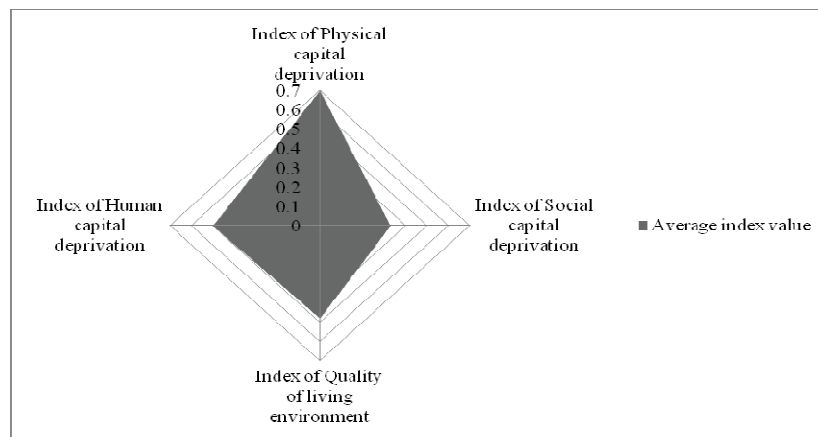 Index of Physical
capital
deprivation
0.7
0.6
0.5
0.4
0.3
0.2
0.1
0
Index of Human
capital
deprivation
Index of Social
capital
deprivation
Average index value
Index of Quality
of living
environment